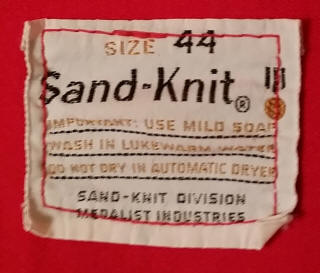 SIZE 44
Sand-Knit®
IMPORTANT: USE MILD SOAP
WASH IN LUKEWARM WATER
DO NOT DRY IN AUTOMATIC DRYER
SAND-KNIT DIVISION
MEDALIST INDUSTRIES